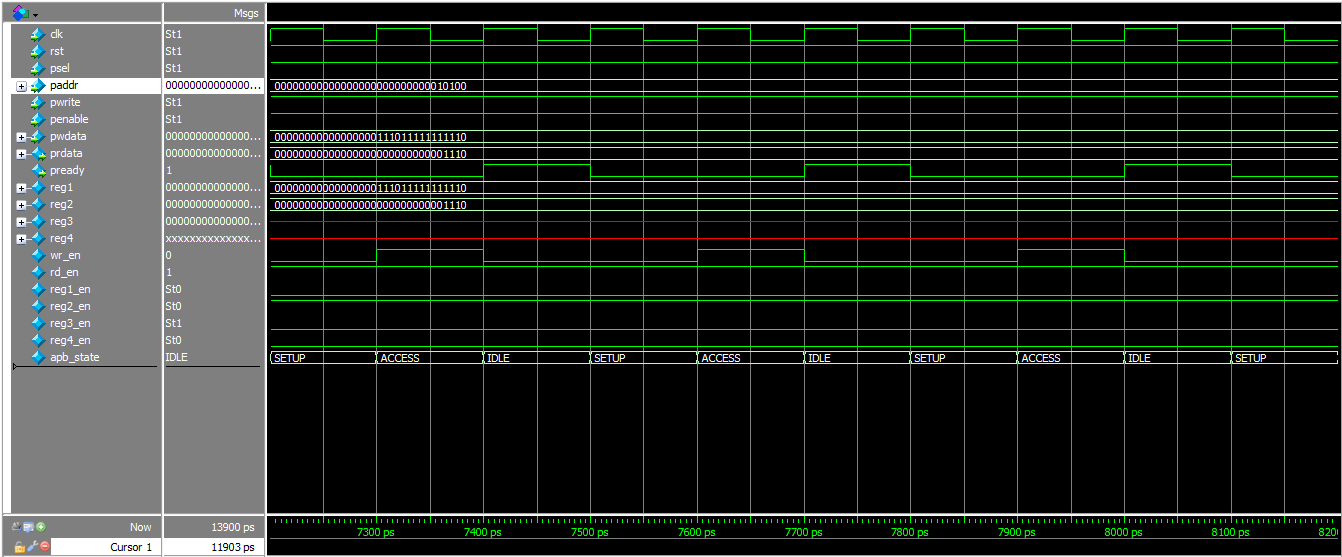 Msgs
clk St1
rst St1
psel St1
paddr 00000000000000... 00000000000000000000000000010100
pwrite St1
penable St1
pwdata 00000000000000... 00000000000000000111011111111110
prdata 00000000000000... 00000000000000000000000000001110
pready 1
reg1 00000000000000... 00000000000000000111011111111110
reg2 00000000000000... 00000000000000000000000000001110
reg3 00000000000000...
reg4 xxxxxxxxxxxxxx...
wr_en 0
rd_en 1
reg1_en St0
reg2_en St0
reg3_en St1
reg4_en St0
apb_state IDLE SETUP ACCESS IDLE SETUP ACCESS IDLE SETUP ACCESS IDLE SETUP
Now 13900 ps 7300 ps 7400 ps 7500 ps 7600 ps 7700 ps 7800 ps 7900 ps 8000 ps 8100 ps 8200
Cursor 1 11903 ps